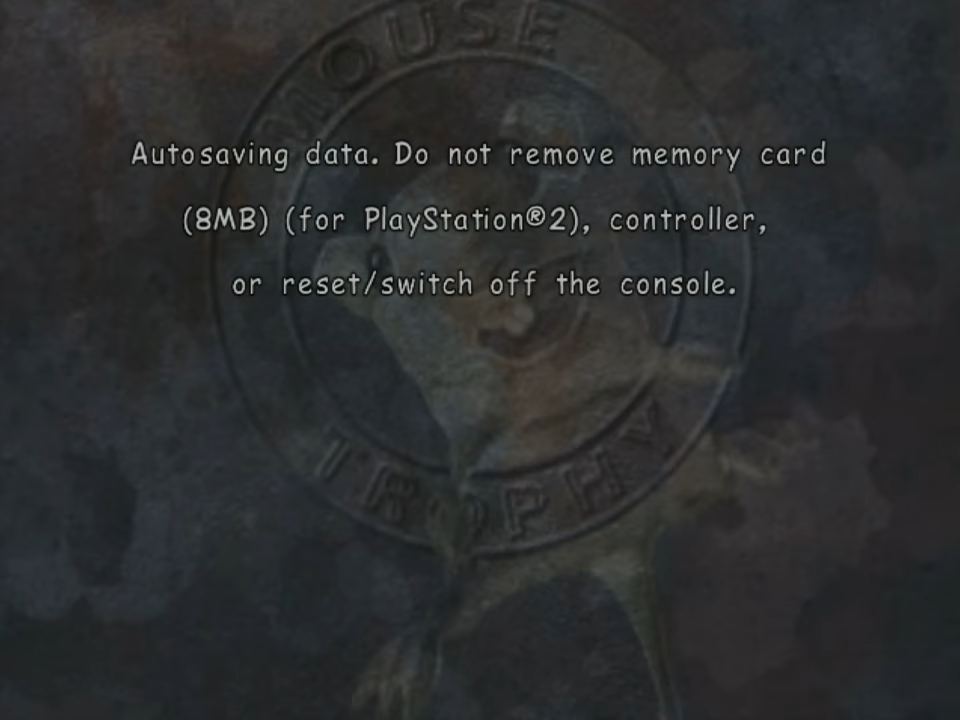 MOUSE
Autosaving data. Do not remove memory card
(8MB) (for PlayStation®2), controller,
or reset/switch off the console.
TROPHY